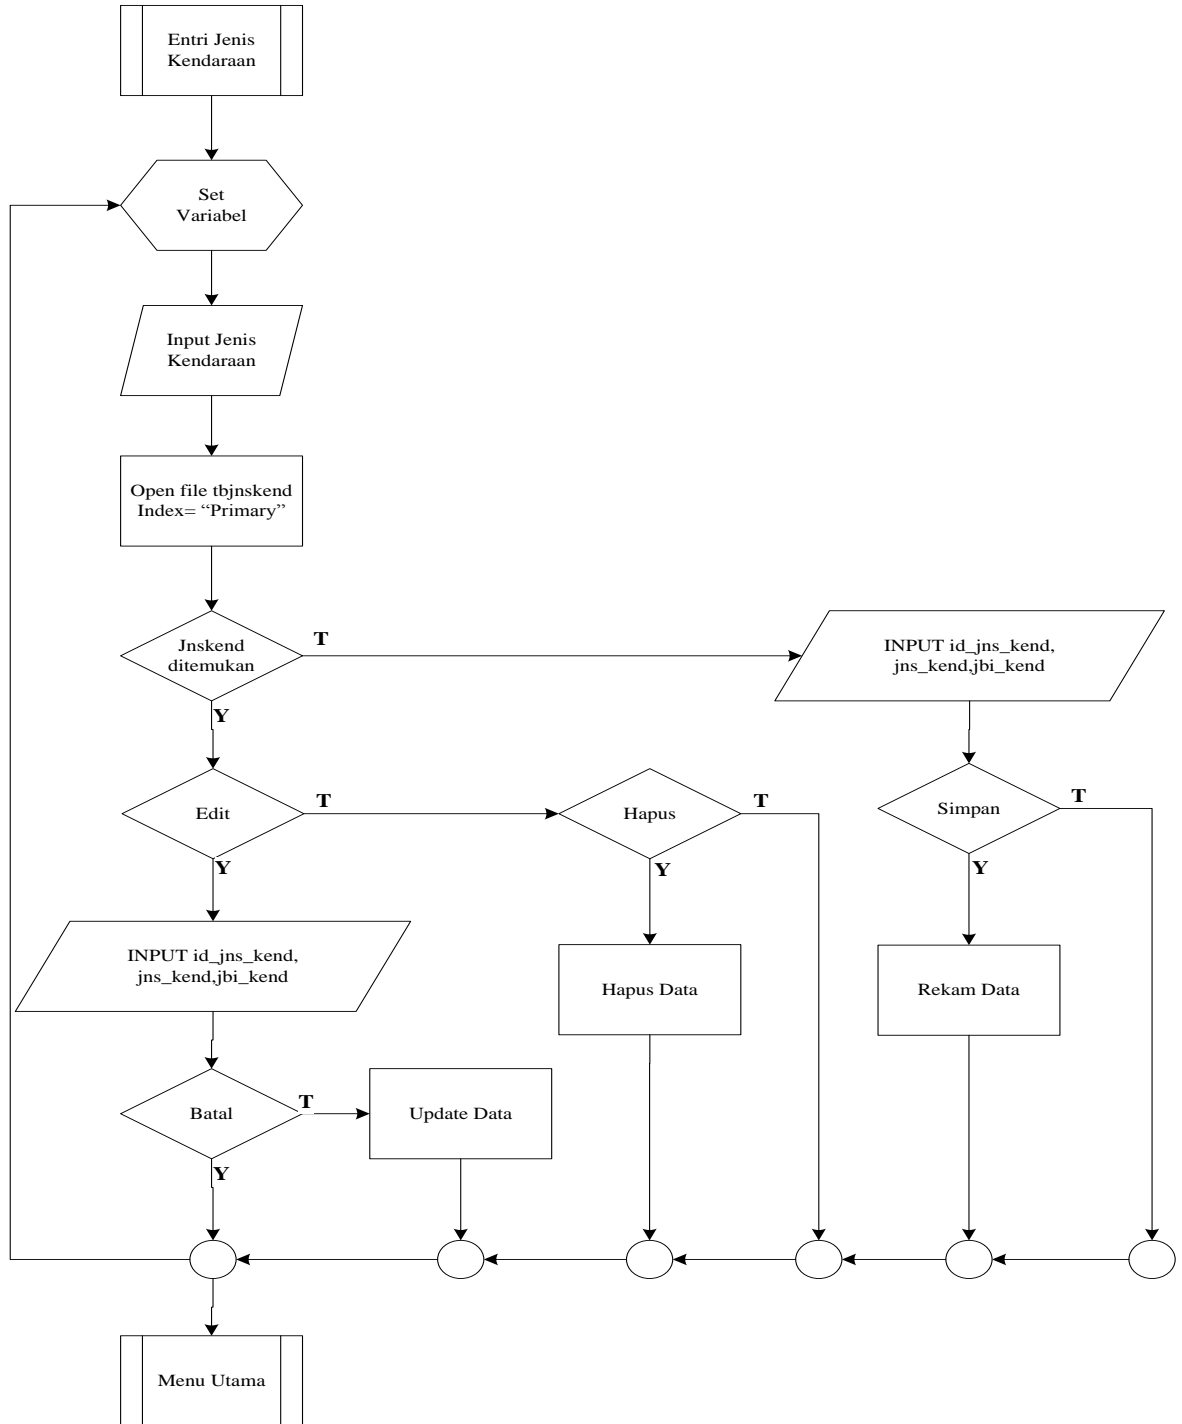 Entri Jenis
Kendaraan
Set
Variabel
Input Jenis
Kendaraan
Open file tbjnskend
Index= “Primary”
Jnskend
ditemukan
T
INPUT id_jns_kend,
jns_kend,jbi_kend
Y
Edit
T
Hapus
T
Simpan
T
Y
Y
Y
INPUT id_jns_kend,
jns_kend,jbi_kend
Hapus Data
Rekam Data
Batal
T
Update Data
Y
Menu Utama